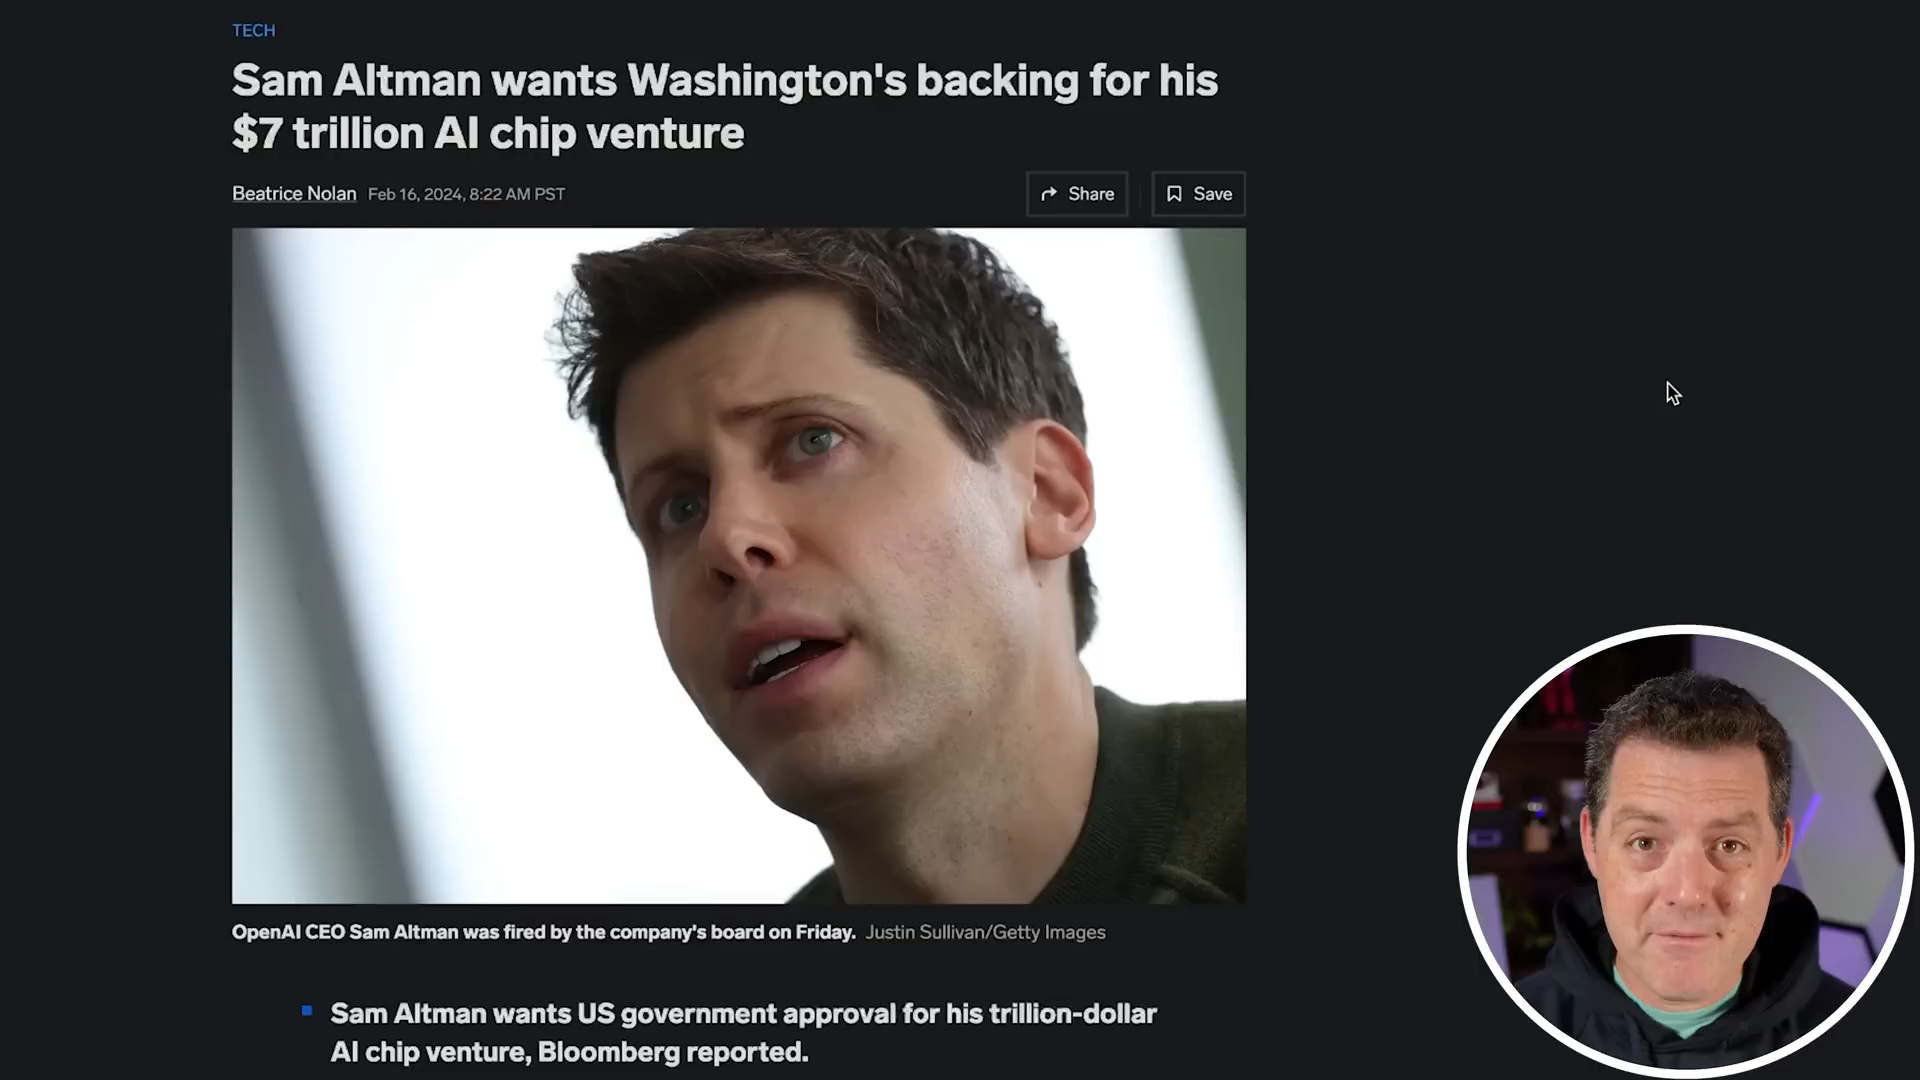 TECH
Sam Altman wants Washington's backing for his
$7 trillion AI chip venture
Beatrice Nolan Feb 16, 2024, 8:22 AM PST
Share
Save
OpenAI CEO Sam Altman was fired by the company's board on Friday. Justin Sullivan/Getty Images
Sam Altman wants US government approval for his trillion-dollar
AI chip venture, Bloomberg reported.